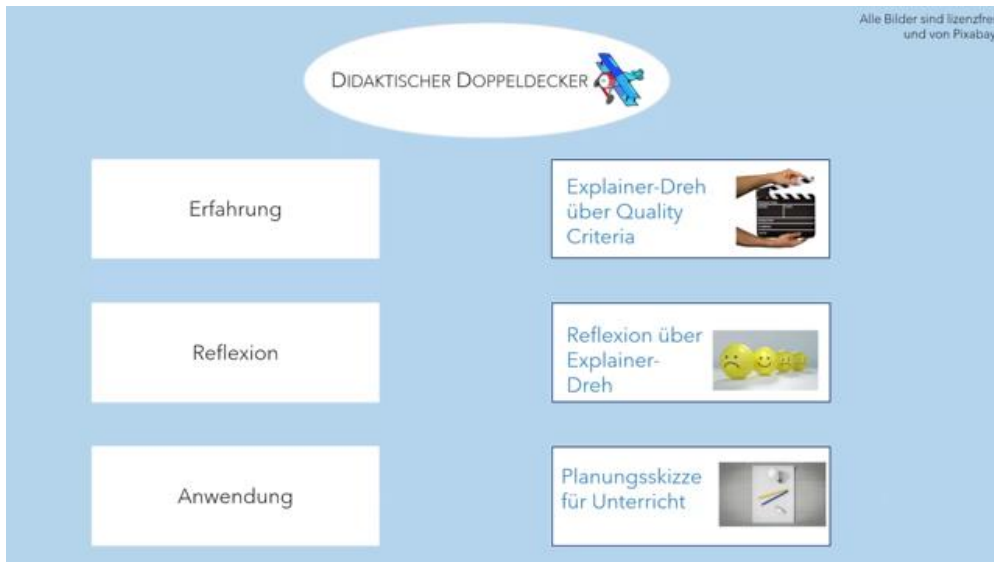 Alle Bilder sind lizenzfrei
und von Pixabay
DIDAKTISCHER DOPPELDECKER
Erfahrung
Explainer-Dreh
über Quality
Criteria
Reflexion
Reflexion über
Explainer-
Dreh
Anwendung
Planungsskizze
für Unterricht